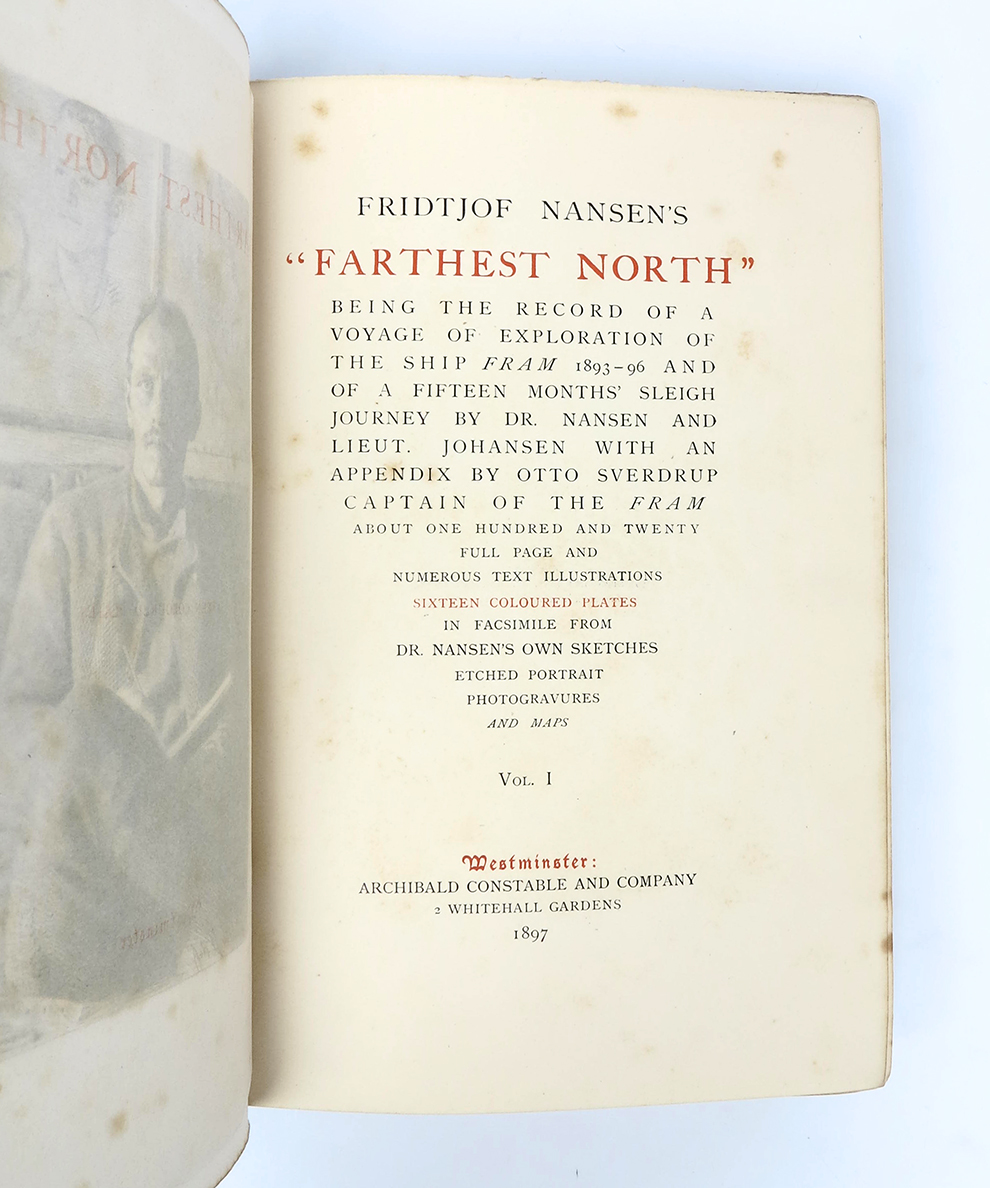 FRIDTJOF NANSEN'S
"FARTHEST NORTH"
BEING THE RECORD OF A
VOYAGE OF EXPLORATION OF
THE SHIP FRAM 1893–96 AND
OF A FIFTEEN MONTHS' SLEIGH
JOURNEY BY DR. NANSEN AND
LIEUT. JOHANSEN WITH AN
APPENDIX BY OTTO SVERDRUP
CAPTAIN OF THE FRAM
ABOUT ONE HUNDRED AND TWENTY
FULL PAGE AND
NUMEROUS TEXT ILLUSTRATIONS
SIXTEEN COLOURED PLATES
IN FACSIMILE FROM
DR. NANSEN'S OWN SKETCHES
ETCHED PORTRAIT
PHOTOGRAVURES
AND MAPS
VOL. I
Westminster:
ARCHIBALD CONSTABLE AND COMPANY
2 WHITEHALL GARDENS
1897